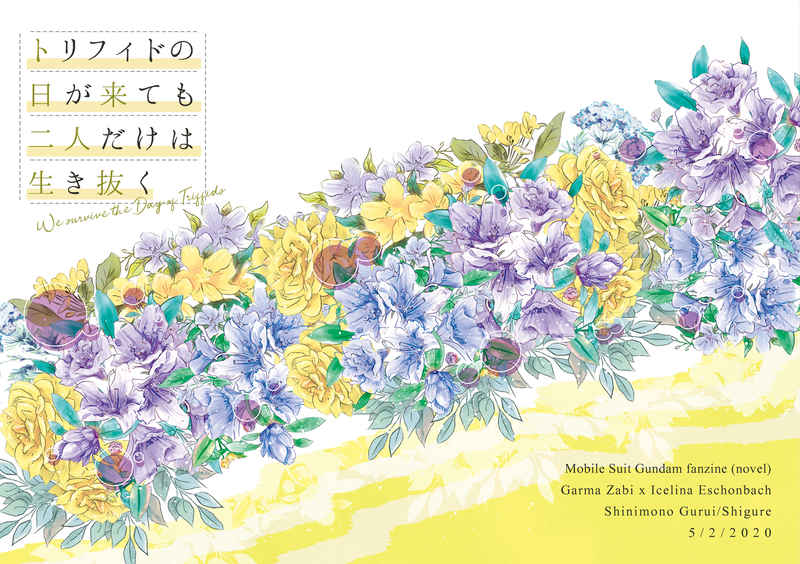 トリフィドの
日が来ても
二人だけは
生き抜く
We survive the Day of Triffids
Mobile Suit Gundam fanzine (novel)
Garma Zabi x Icelina Eschonbach
Shinimono Gurui/Shigure
5/2/2020